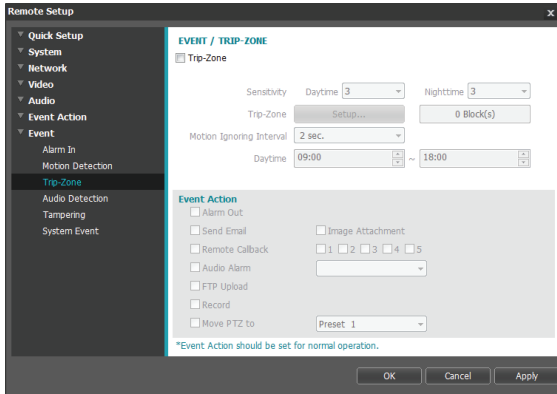 Remote Setup x
Quick Setup
System
Network
Video
Audio
Event Action
Event
Alarm In
Motion Detection
Trip-Zone
Audio Detection
Tampering
System Event
EVENT / TRIP-ZONE
Trip-Zone
Sensitivity Daytime 3 Nighttime 3
Trip-Zone Setup... 0 Block(s)
Motion Ignoring Interval 2 sec.
Daytime 09:00 ~ 18:00
Event Action
Alarm Out
Send Email Image Attachment
Remote Callback 1 2 3 4 5
Audio Alarm
FTP Upload
Record
Move PTZ to Preset 1
*Event Action should be set for normal operation.
OK Cancel Apply